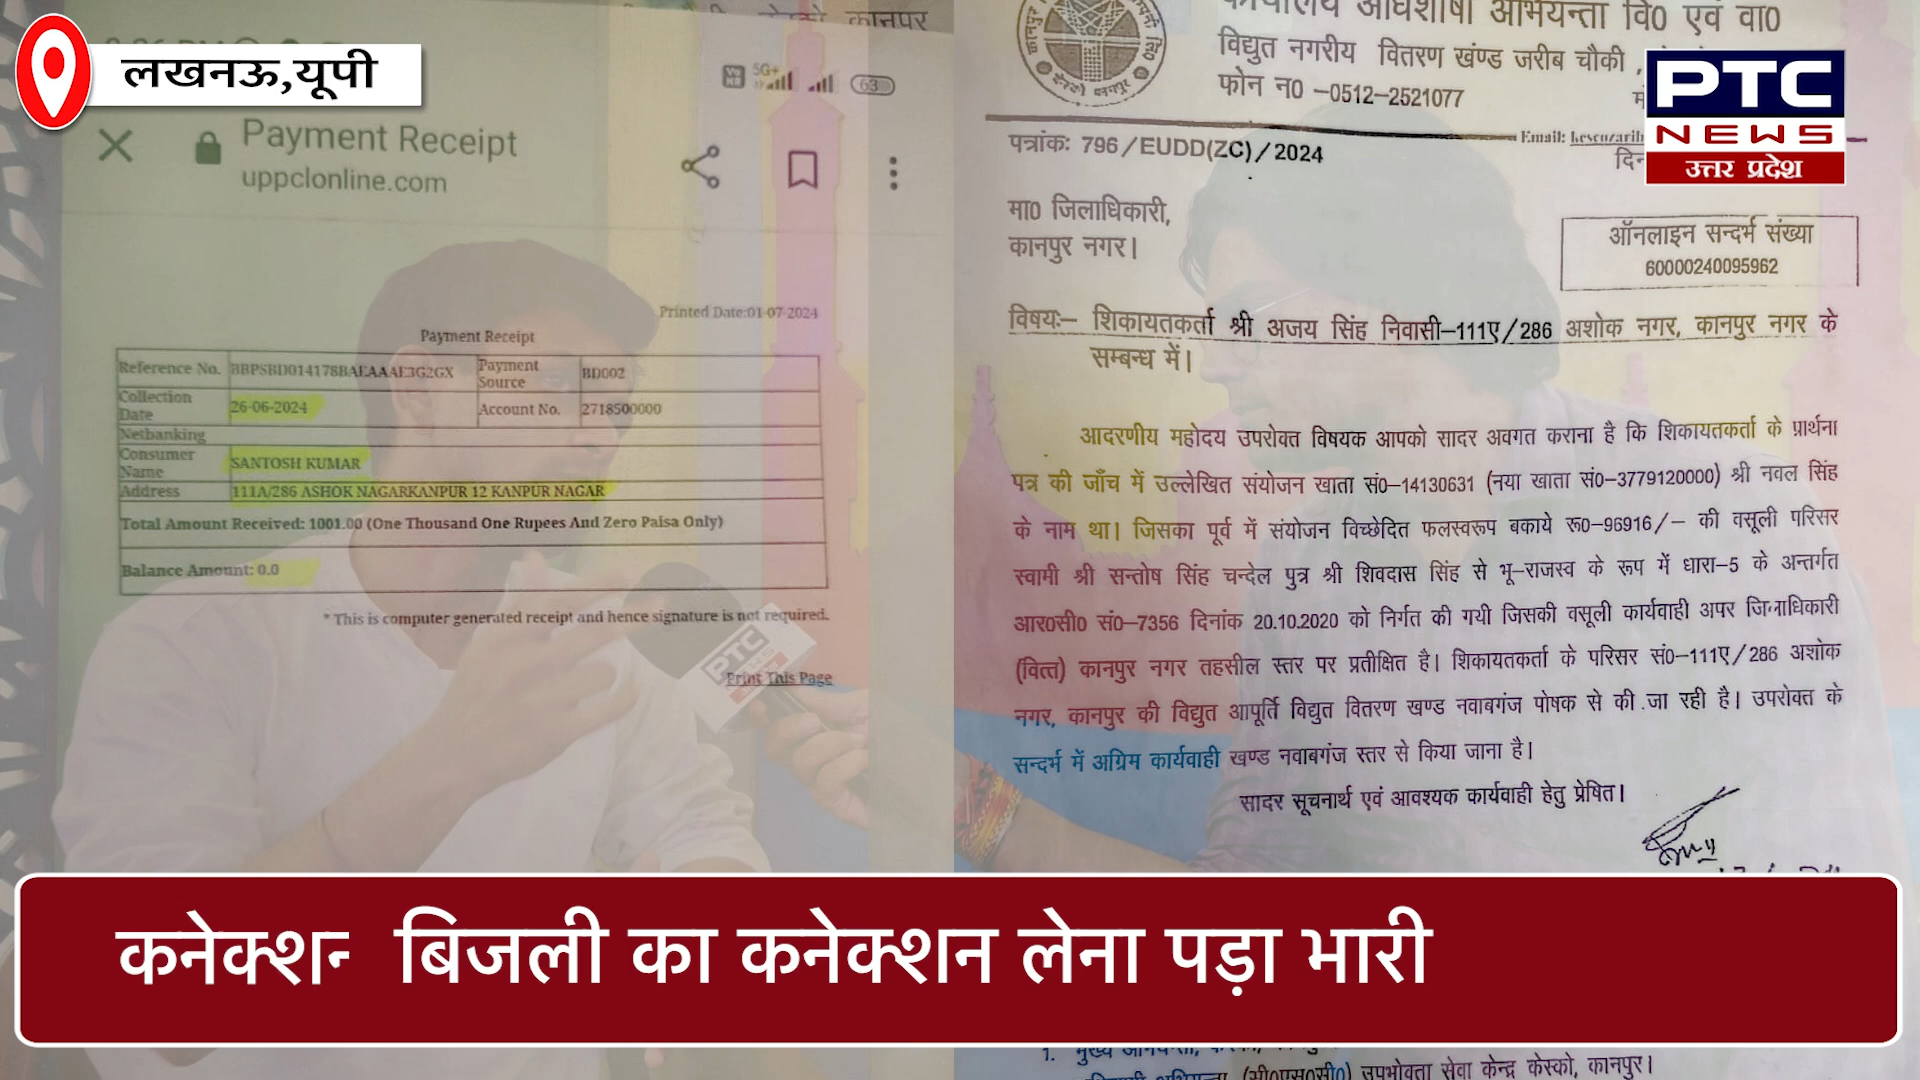 लखनऊ,यूपी
5G+
63
Payment Receipt
uppclonline.com
Printed Date:01-07-2024
Payment Receipt
Reference No. BBPSBD014178BAEAAAE3G2GX Payment Source BD002
Collection Date 26-06-2024 Account No. 2718500000
Netbanking
Consumer Name SANTOSH KUMAR
Address 111A/286 ASHOK NAGARKANPUR 12 KANPUR NAGAR
Total Amount Received: 1001.00 (One Thousand One Rupees And Zero Paisa Only)
Balance Amount: 0.0
* This is computer generated receipt and hence signature is not required.
Print This Page
PTC
कार्यालय अधिशाषी अभियन्ता वि0 एवं वा0
विद्युत नगरीय वितरण खण्ड जरीब चौकी ,
फोन न0 –0512–2521077
Email:
पत्रांक: 796/EUDD(ZC)/2024
PTC
NEWS
उत्तर प्रदेश
मा0 जिलाधिकारी,
कानपुर नगर।
ऑनलाइन सन्दर्भ संख्या
60000240095962
विषयः– शिकायतकर्ता श्री अजय सिंह निवासी–111ए/286 अशोक नगर, कानपुर नगर के
सम्बन्ध में।
आदरणीय महोदय उपरोक्त विषयक आपको सादर अवगत कराना है कि शिकायतकर्ता के प्रार्थना
पत्र की जाँच में उल्लेखित संयोजन खाता सं0–14130631 (नया खाता सं0–3779120000) श्री नवल सिंह
के नाम था। जिसका पूर्व में संयोजन विच्छेदित फलस्वरूप बकाये रू0–96916/– की वसूली परिसर
स्वामी श्री सन्तोष सिंह चन्देल पुत्र श्री शिवदास सिंह से भू–राजस्व के रूप में धारा–5 के अन्तर्गत
आर0सी0 सं0–7356 दिनांक 20.10.2020 को निर्गत की गयी जिसकी वसूली कार्यवाही अपर जिलाधिकारी
(वित्त) कानपुर नगर तहसील स्तर पर प्रतीक्षित है। शिकायतकर्ता के परिसर सं0–111ए/286 अशोक
नगर, कानपुर की विद्युत आपूर्ति विद्युत वितरण खण्ड नवाबगंज पोषक से की जा रही है। उपरोक्त के
सन्दर्भ में अग्रिम कार्यवाही खण्ड नवाबगंज स्तर से किया जाना है।
सादर सूचनार्थ एवं आवश्यक कार्यवाही हेतु प्रेषित।
कनेक्शन बिजली का कनेक्शन लेना पड़ा भारी
1. मुख्य
(सी0एस0सी0) उपभोक्ता सेवा केन्द्र केस्को, कानपुर।